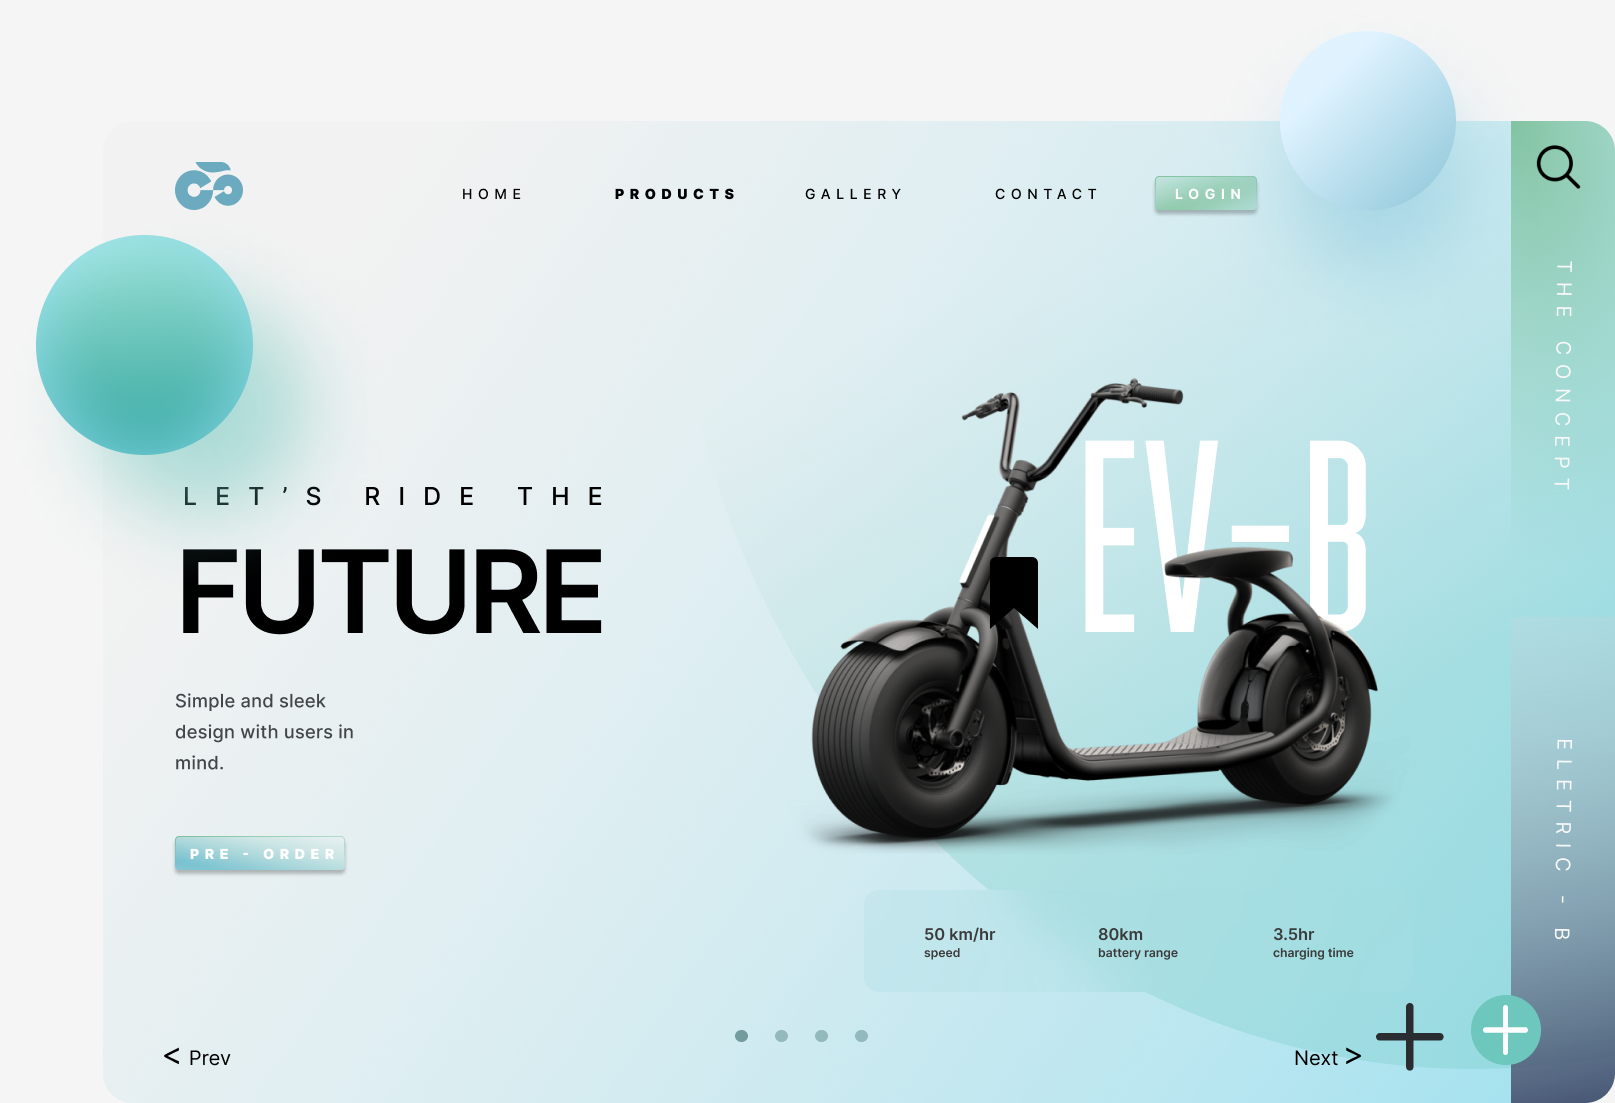 HOME
PRODUCTS
GALLERY
CONTACT
LOGIN
THE CONCEPT
LET’S RIDE THE
FUTURE
EV-B
Simple and sleek
design with users in
mind.
PRE - ORDER
ELETRIC - B
50 km/hr
speed
80km
battery range
3.5hr
charging time
< Prev
Next >